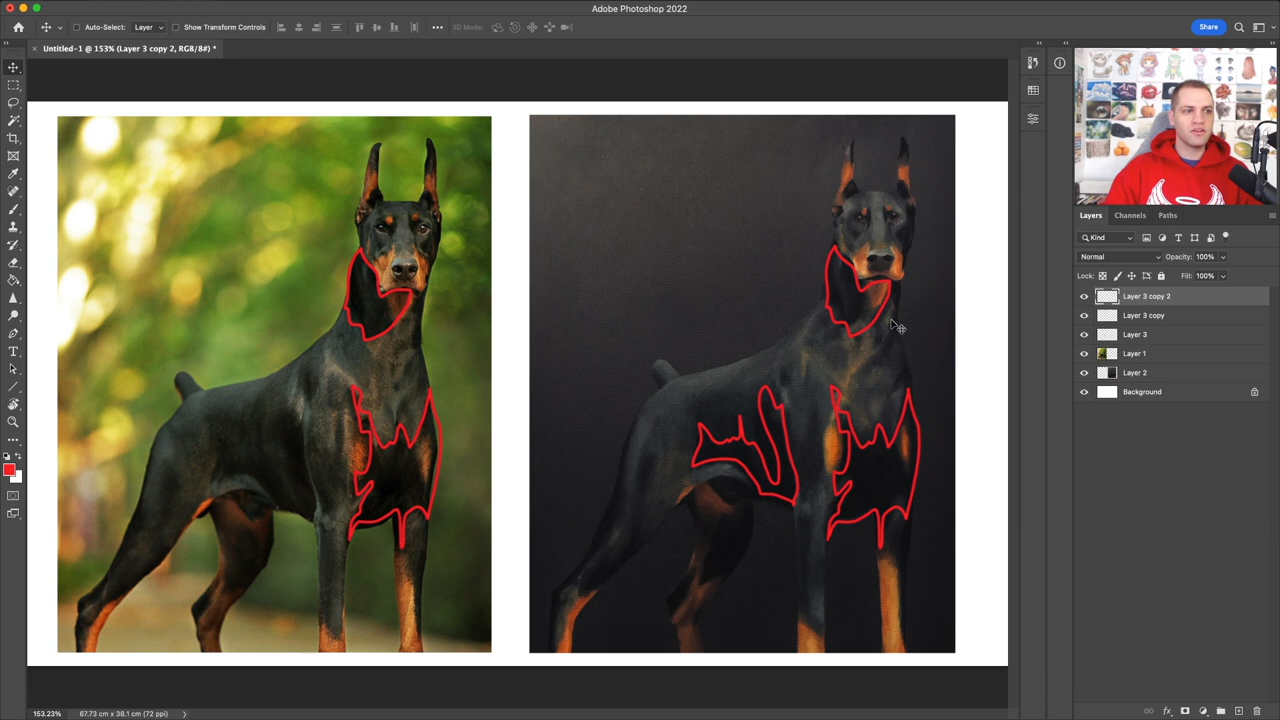 Adobe Photoshop 2022
Auto-Select: Layer
Show Transform Controls
3D Mode:
Share
Untitled-1 @ 153% (Layer 3 copy 2, RGB/8#) *
Layers
Channels
Paths
Kind
Normal
Opacity: 100%
Lock:
Fill: 100%
Layer 3 copy 2
Layer 3 copy
Layer 3
Layer 1
Layer 2
Background
153.23%
67.73 cm x 38.1 cm (72 ppi)